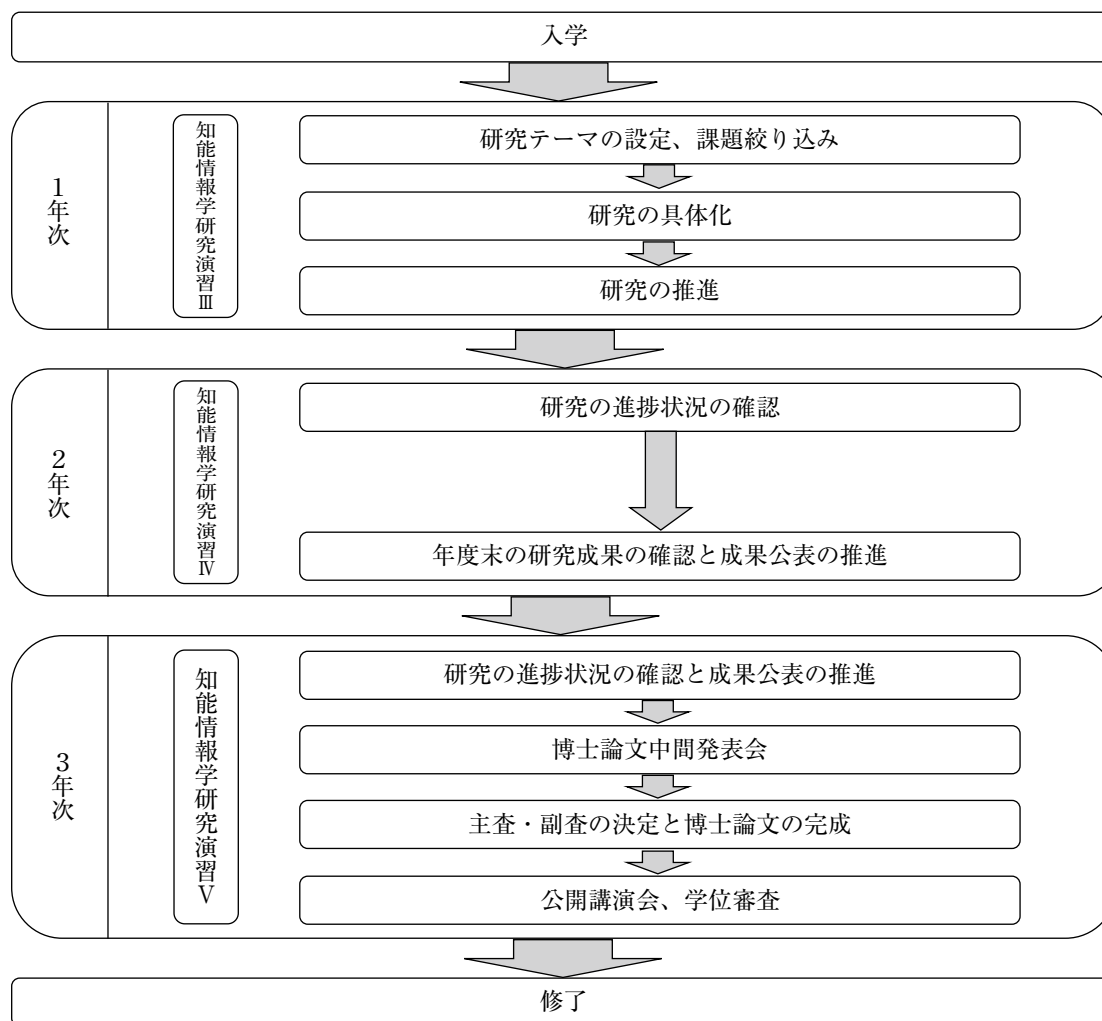 入学
1年次
知能情報学研究演習Ⅲ
研究テーマの設定、課題絞り込み
研究の具体化
研究の推進
2年次
知能情報学研究演習Ⅳ
研究の進捗状況の確認
年度末の研究成果の確認と成果公表の推進
3年次
知能情報学研究演習Ⅴ
研究の進捗状況の確認と成果公表の推進
博士論文中間発表会
主査・副査の決定と博士論文の完成
公開講演会、学位審査
修了